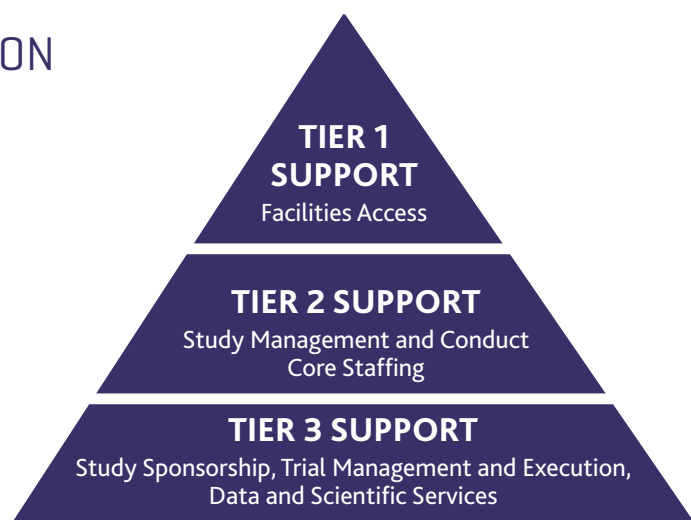 ON
TIER 1
SUPPORT
Facilities Access
TIER 2 SUPPORT
Study Management and Conduct
Core Staffing
TIER 3 SUPPORT
Study Sponsorship, Trial Management and Execution,
Data and Scientific Services